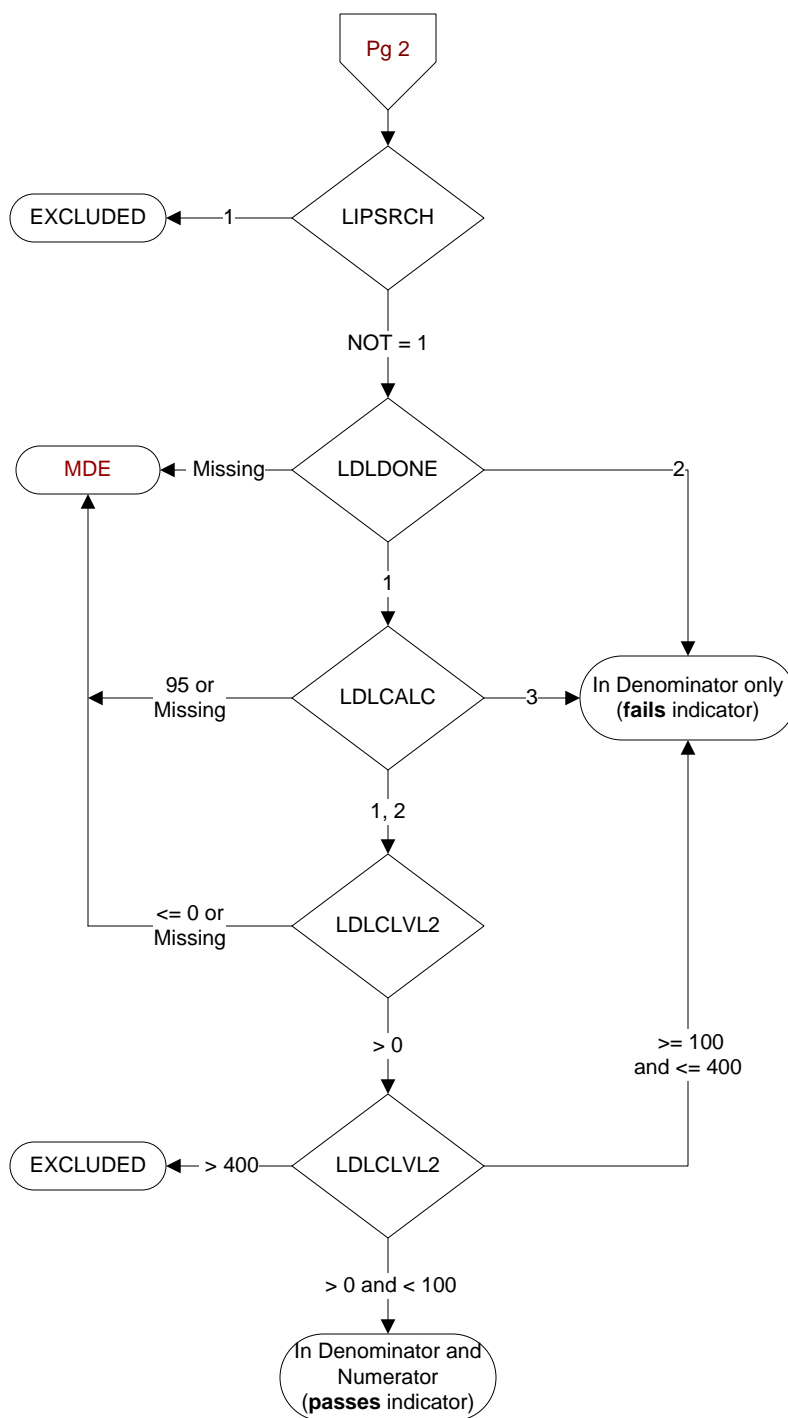 Pg 2
LIPSRCH
1
EXCLUDED
NOT = 1
LDLDONE
Missing
MDE
2
1
LDLCALC
95 or
Missing
3
In Denominator only
(fails indicator)
1, 2
LDLCLVL2
<= 0 or
Missing
> 0
>= 100
and <= 400
LDLCLVL2
> 400
EXCLUDED
> 0 and < 100
In Denominator and
Numerator
(passes indicator)